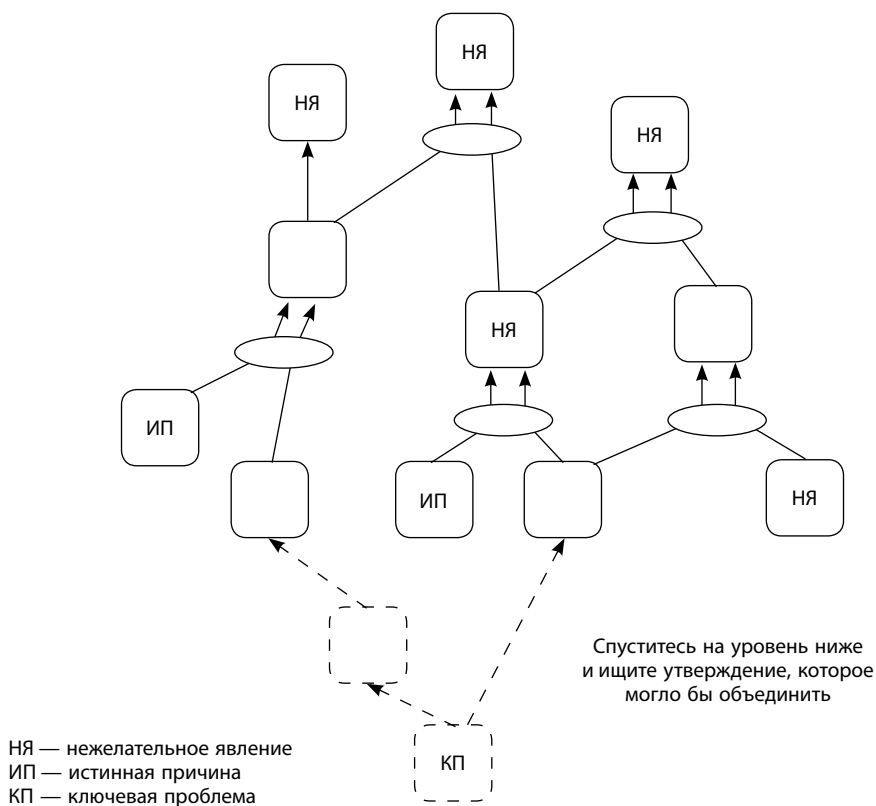 НЯ
НЯ
НЯ
НЯ
ИП
ИП
НЯ
Спуститесь на уровень ниже
и ищите утверждение, которое
могло бы объединить
КП
НЯ — нежелательное явление
ИП — истинная причина
КП — ключевая проблема